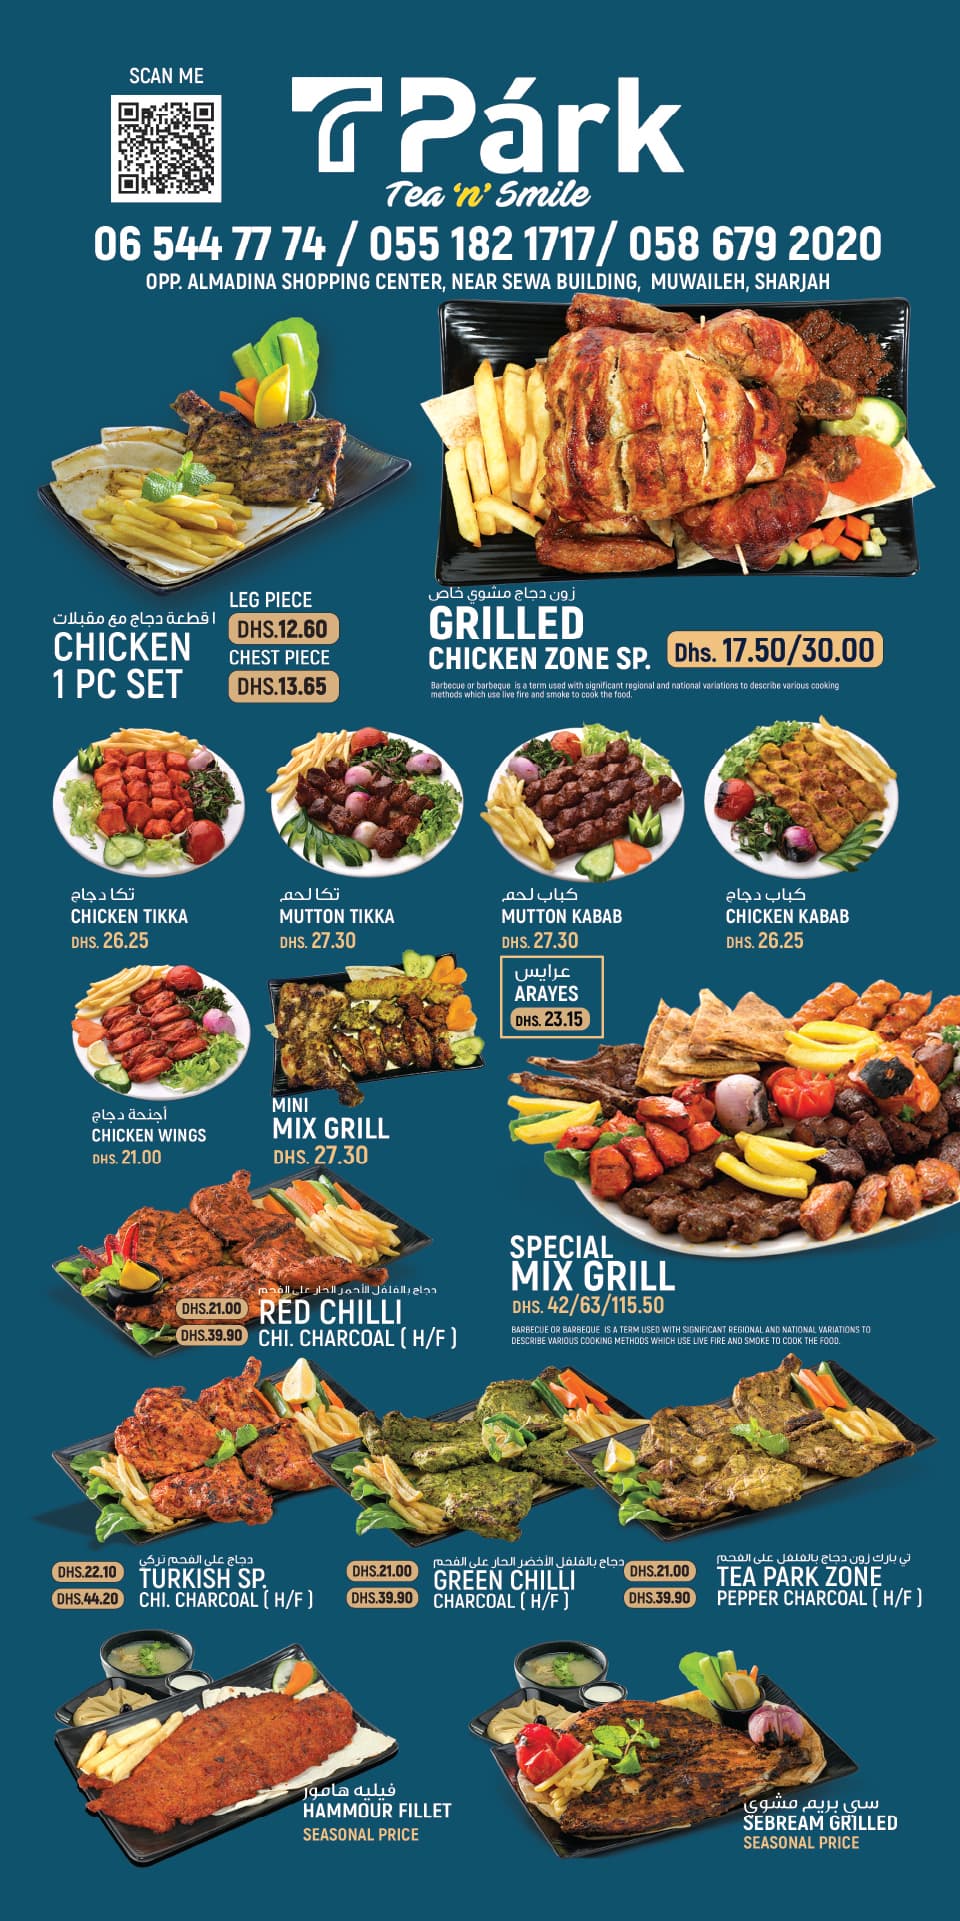 SCAN ME
T Párk
Tea 'n' Smile
06 544 77 74 / 055 182 1717/ 058 679 2020
OPP. ALMADINA SHOPPING CENTER, NEAR SEWA BUILDING, MUWAILEH, SHARJAH
ا قطعة دجاج مع مقبلات
CHICKEN
1 PC SET
LEG PIECE
DHS.12.60
CHEST PIECE
DHS.13.65
زون دجاج مشوي خاص
GRILLED
CHICKEN ZONE SP.
Dhs. 17.50/30.00
Barbecue or barbeque is a term used with significant regional and national variations to describe various cooking
methods which use live fire and smoke to cook the food.
تكا دجاج
CHICKEN TIKKA
DHS. 26.25
تكا لحم
MUTTON TIKKA
DHS. 27.30
كباب لحم
MUTTON KABAB
DHS. 27.30
كباب دجاج
CHICKEN KABAB
DHS. 26.25
أجنحة دجاج
CHICKEN WINGS
DHS. 21.00
MINI
MIX GRILL
DHS. 27.30
عرايس
ARAYES
DHS. 23.15
SPECIAL
MIX GRILL
DHS. 42/63/115.50
BARBECUE OR BARBEQUE IS A TERM USED WITH SIGNIFICANT REGIONAL AND NATIONAL VARIATIONS TO
DESCRIBE VARIOUS COOKING METHODS WHICH USE LIVE FIRE AND SMOKE TO COOK THE FOOD.
دجاج بالفلفل الأحمر الحار على الفحم
DHS.21.00
DHS.39.90
RED CHILLI
CHI. CHARCOAL ( H/F )
DHS.22.10
DHS.44.20
دجاج على الفحم تركي
TURKISH SP.
CHI. CHARCOAL ( H/F )
DHS.21.00
DHS.39.90
دجاج بالفلفل الأخضر الحار على الفحم
GREEN CHILLI
CHARCOAL ( H/F )
DHS.21.00
DHS.39.90
تي بارك زون دجاج بالفلفل على الفحم
TEA PARK ZONE
PEPPER CHARCOAL ( H/F )
فيليه هامور
HAMMOUR FILLET
SEASONAL PRICE
سي بريم مشوي
SEBREAM GRILLED
SEASONAL PRICE